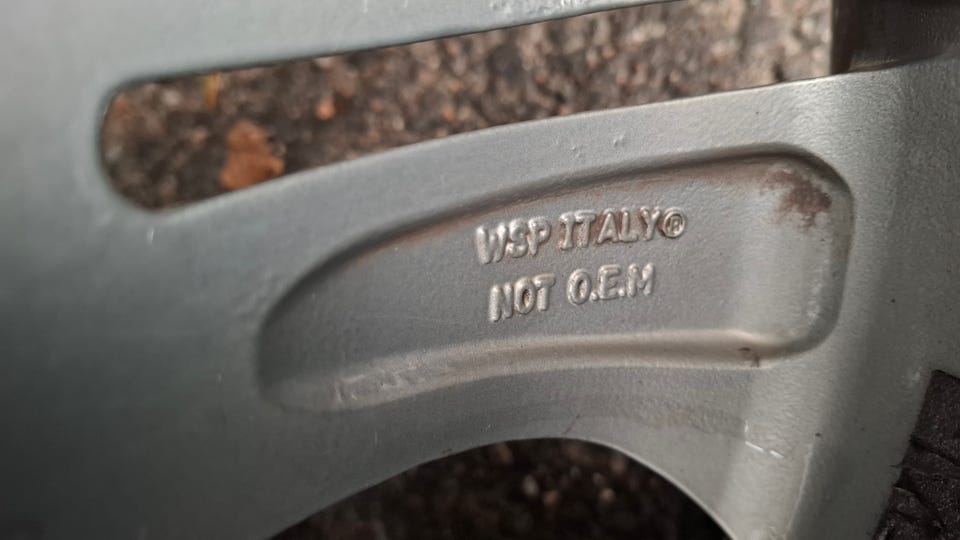 WSP ITALY®
NOT O.E.M